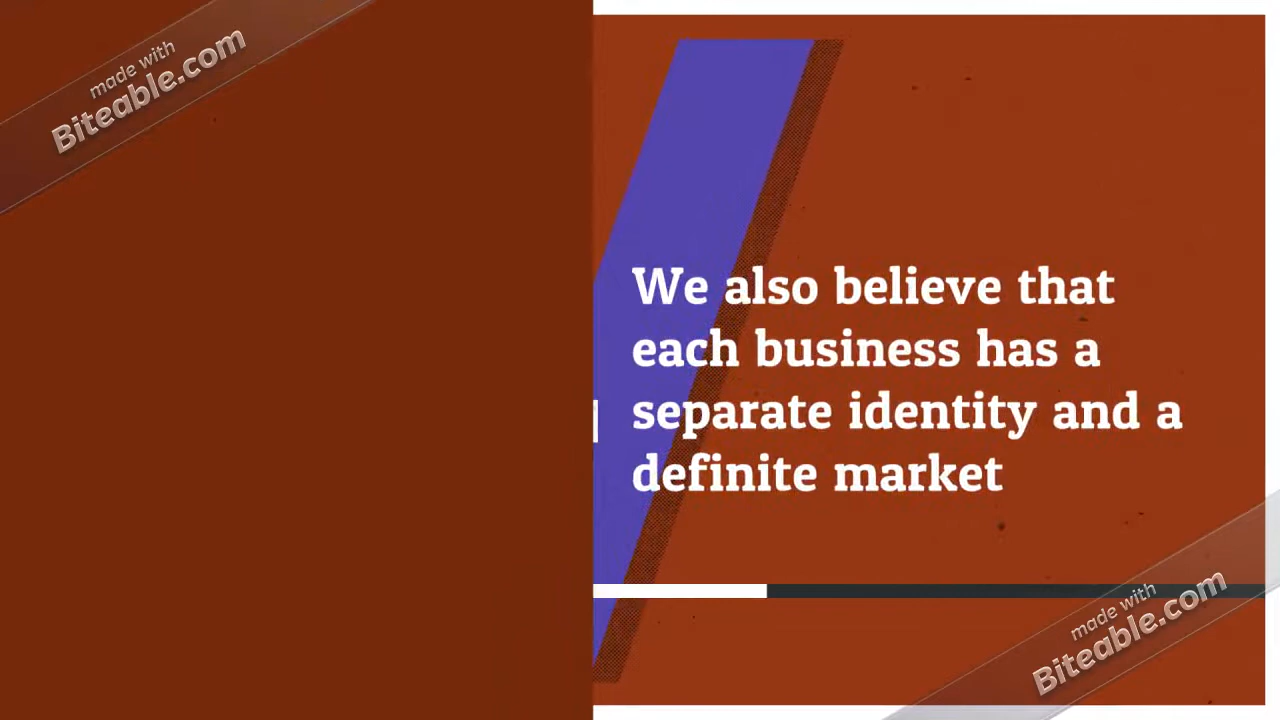 made with
Biteable.com
We also believe that
each business has a
separate identity and a
definite market
made with
Biteable.com